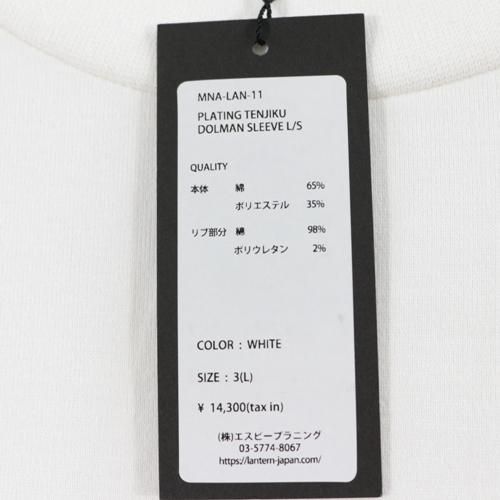 MNA-LAN-11
PLATING TENJIKU
DOLMAN SLEEVE L/S
QUALITY
本体 綿 65%
ポリエステル 35%
リブ部分 綿 98%
ポリウレタン 2%
COLOR : WHITE
SIZE : 3(L)
¥ 14,300(tax in)
(株)エスピープラニング
03-5774-8067
https://lantern-japan.com/